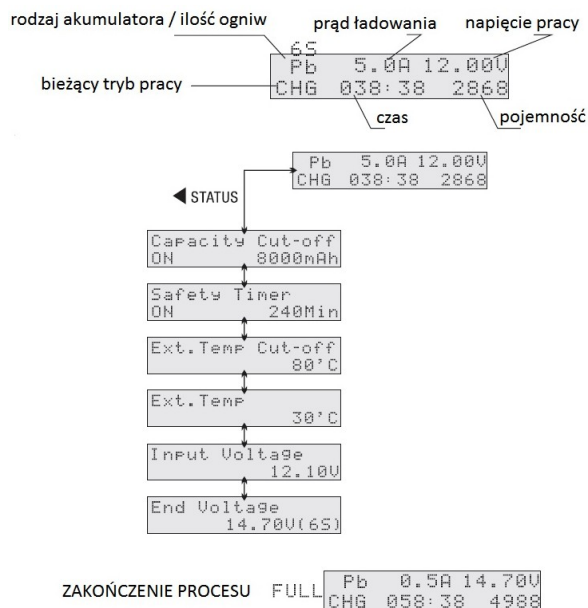 rodzaj akumulatora / ilość ogniw
prąd ładowania
napięcie pracy
6S
Pb 5.0A 12.00V
bieżący tryb pracy
CHG 038:38 2868
czas
pojemność
Pb 5.0A 12.00V
CHG 038:38 2868
◀ STATUS
Capacity Cut-off
ON 8000mAh
Safety Timer
ON 240Min
Ext.Temp Cut-off
80'C
Ext.Temp
30'C
Input Voltage
12.10V
End Voltage
14.70V(6S)
ZAKOŃCZENIE PROCESU FULL
Pb 0.5A 14.70V
CHG 058:38 4988